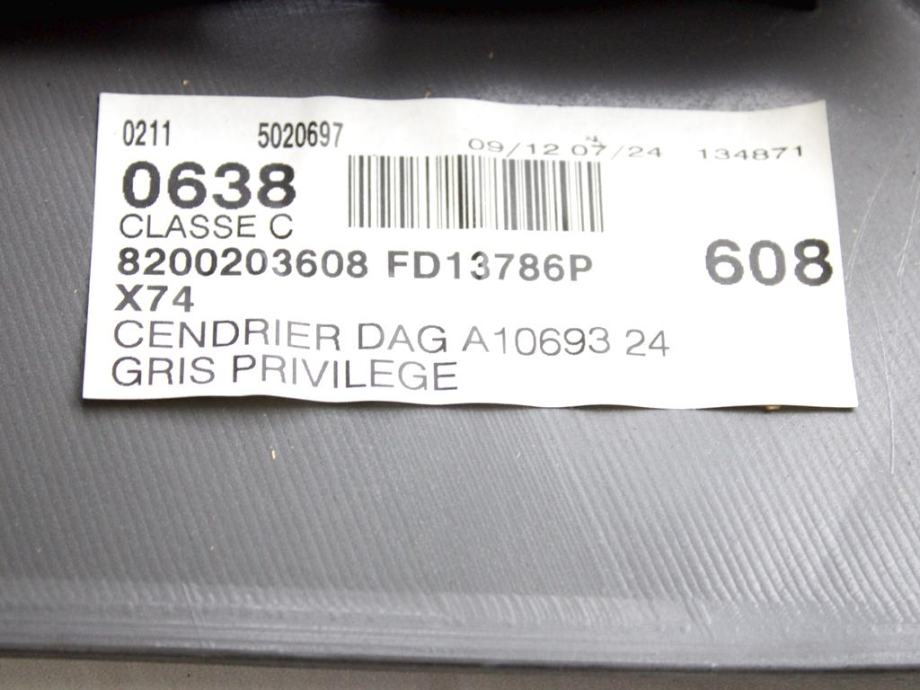 0211 5020697 09/12 07/24 134871
0638
CLASSE C
8200203608 FD13786P 608
X74
CENDRIER DAG A10693 24
GRIS PRIVILEGE